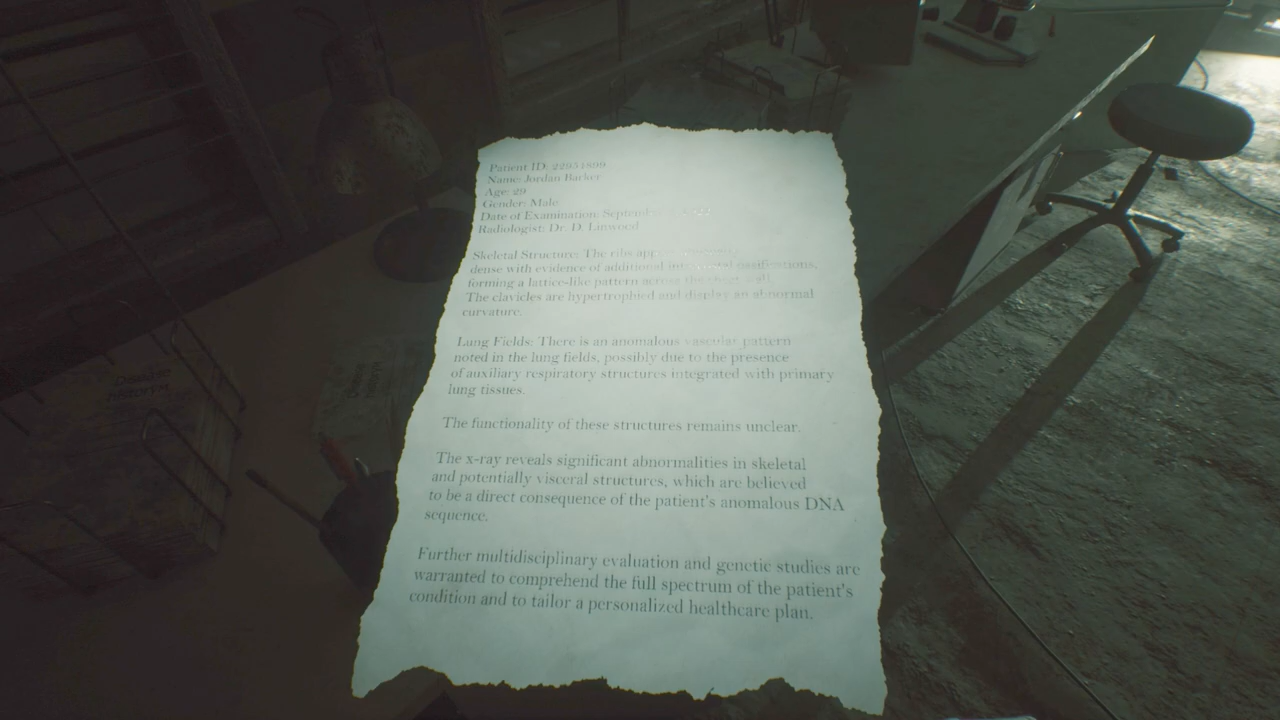 Patient ID: 22951899
Name: Jordan Barker
Age: 29
Gender: Male
Date of Examination:
Radiologist: Dr. D. Linwood
Skeletal Structure: The ribs
dense with evidence of additional ossifications,
forming a lattice-like pattern across the chest wall.
The clavicles are hypertrophied and display an abnormal
curvature.
Lung Fields: There is an anomalous vascular pattern
noted in the lung fields, possibly due to the presence
of auxiliary respiratory structures integrated with primary
lung tissues.
The functionality of these structures remains unclear.
The x-ray reveals significant abnormalities in skeletal
and potentially visceral structures, which are believed
to be a direct consequence of the patient's anomalous DNA
sequence.
Further multidisciplinary evaluation and genetic studies are
warranted to comprehend the full spectrum of the patient's
condition and to tailor a personalized healthcare plan.